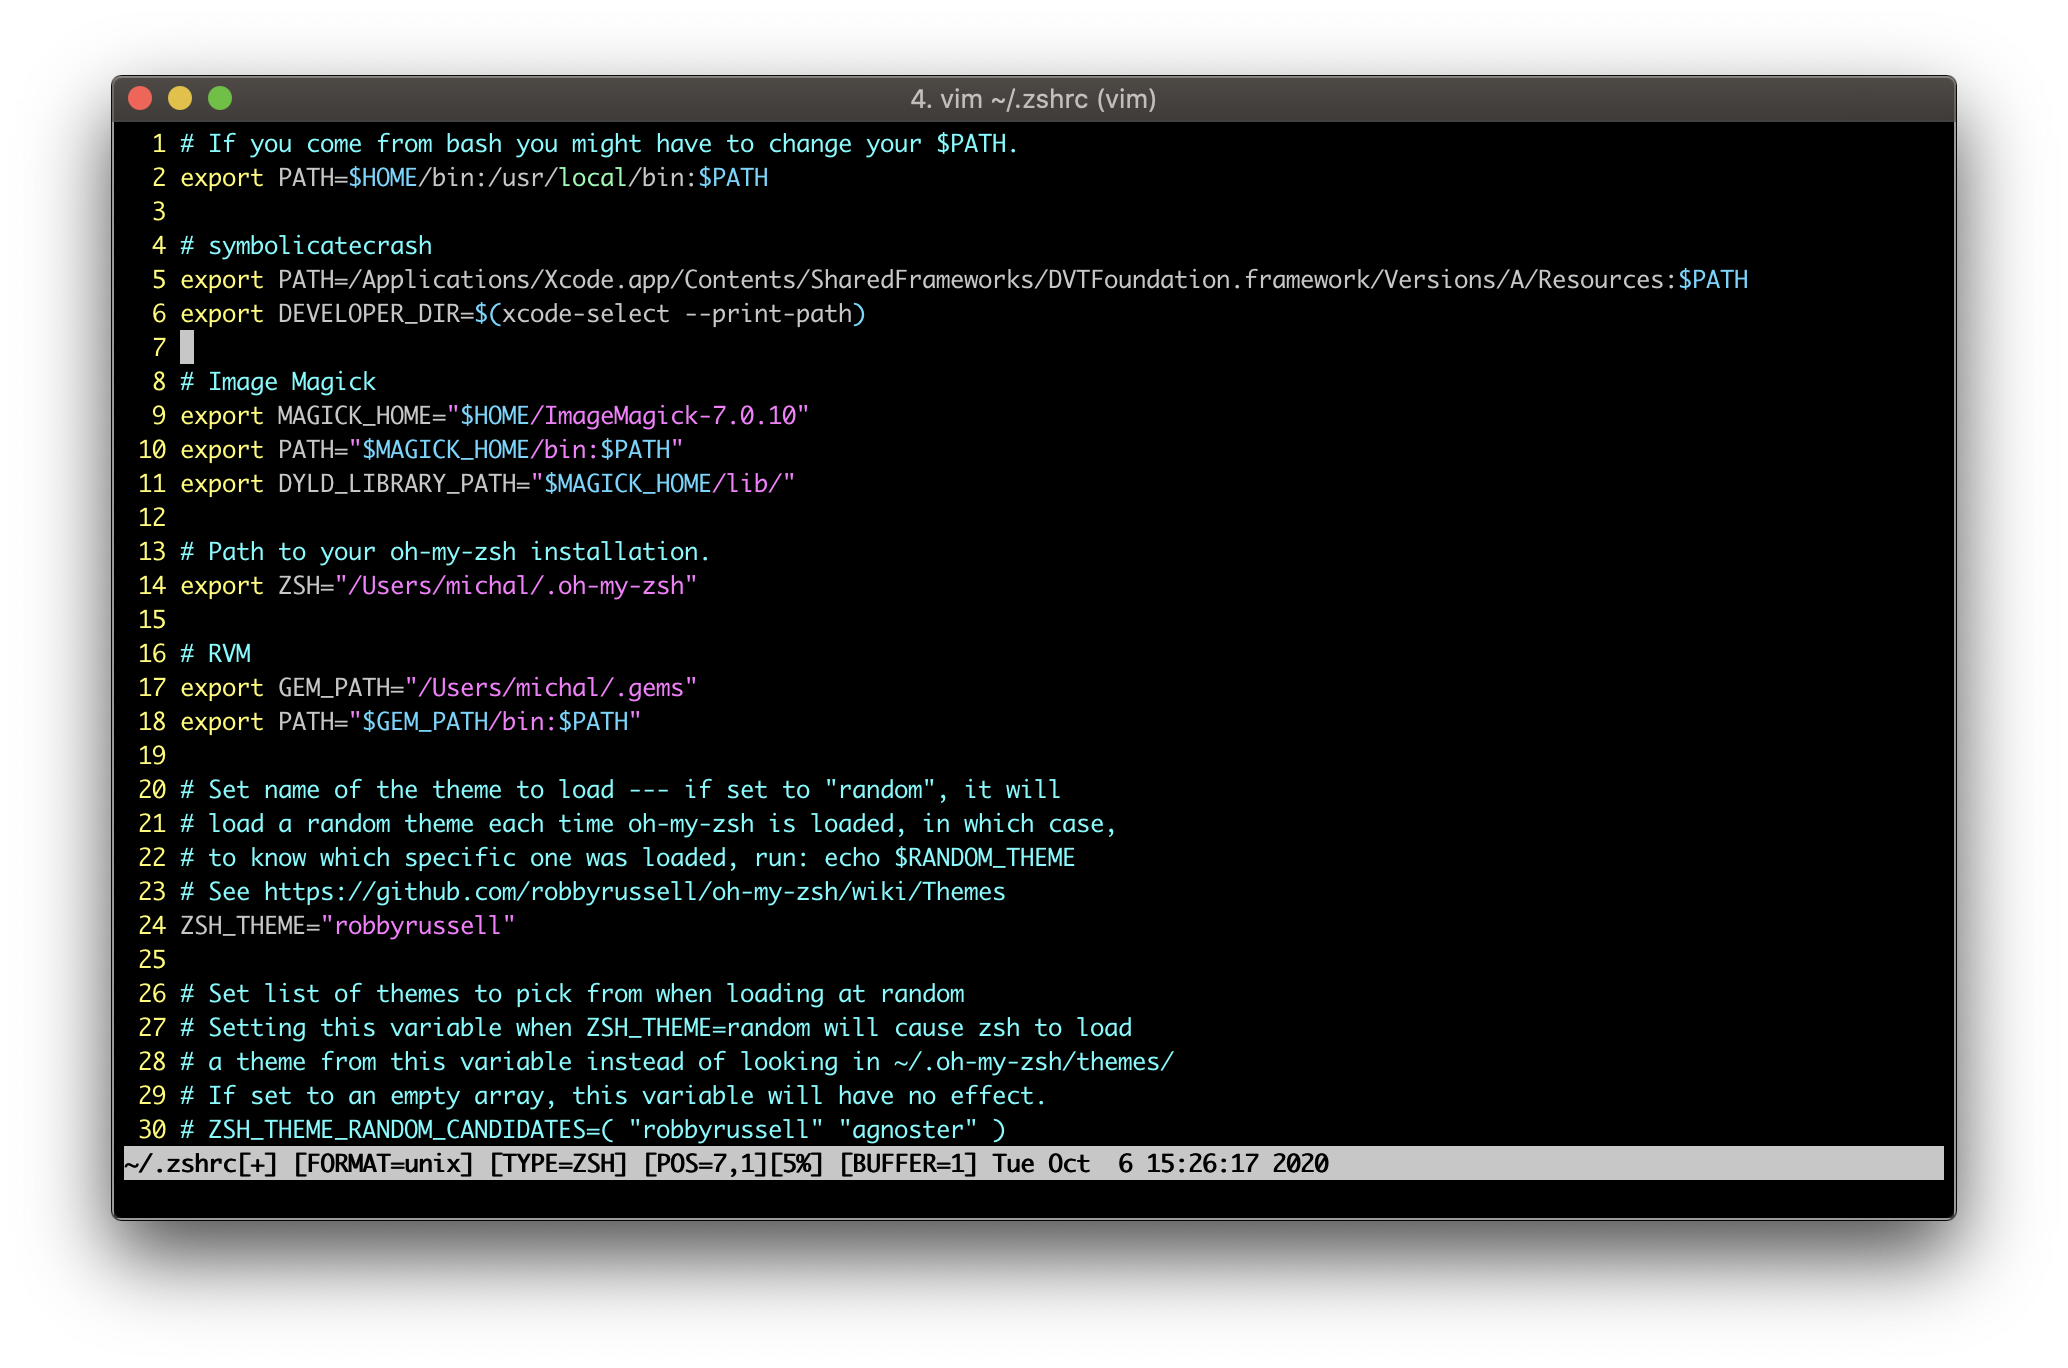 4. vim ~/.zshrc (vim)
1 # If you come from bash you might have to change your $PATH.
2 export PATH=$HOME/bin:/usr/local/bin:$PATH
3
4 # symbolicatecrash
5 export PATH=/Applications/Xcode.app/Contents/SharedFrameworks/DVTFoundation.framework/Versions/A/Resources:$PATH
6 export DEVELOPER_DIR=$(xcode-select --print-path)
7
8 # Image Magick
9 export MAGICK_HOME="$HOME/ImageMagick-7.0.10"
10 export PATH="$MAGICK_HOME/bin:$PATH"
11 export DYLD_LIBRARY_PATH="$MAGICK_HOME/lib/"
12
13 # Path to your oh-my-zsh installation.
14 export ZSH="/Users/michal/.oh-my-zsh"
15
16 # RVM
17 export GEM_PATH="/Users/michal/.gems"
18 export PATH="$GEM_PATH/bin:$PATH"
19
20 # Set name of the theme to load --- if set to "random", it will
21 # load a random theme each time oh-my-zsh is loaded, in which case,
22 # to know which specific one was loaded, run: echo $RANDOM_THEME
23 # See https://github.com/robbyrussell/oh-my-zsh/wiki/Themes
24 ZSH_THEME="robbyrussell"
25
26 # Set list of themes to pick from when loading at random
27 # Setting this variable when ZSH_THEME=random will cause zsh to load
28 # a theme from this variable instead of looking in ~/.oh-my-zsh/themes/
29 # If set to an empty array, this variable will have no effect.
30 # ZSH_THEME_RANDOM_CANDIDATES=( "robbyrussell" "agnoster" )
~/.zshrc[+] [FORMAT=unix] [TYPE=ZSH] [POS=7,1][5%] [BUFFER=1] Tue Oct  6 15:26:17 2020